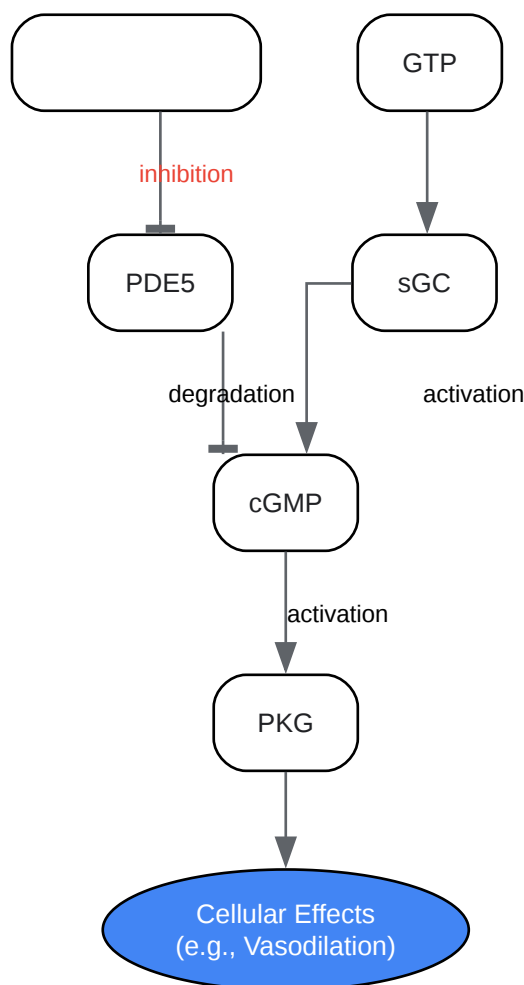 GTP
inhibition
PDE5
sGC
degradation
activation
cGMP
activation
PKG
Cellular Effects
(e.g., Vasodilation)